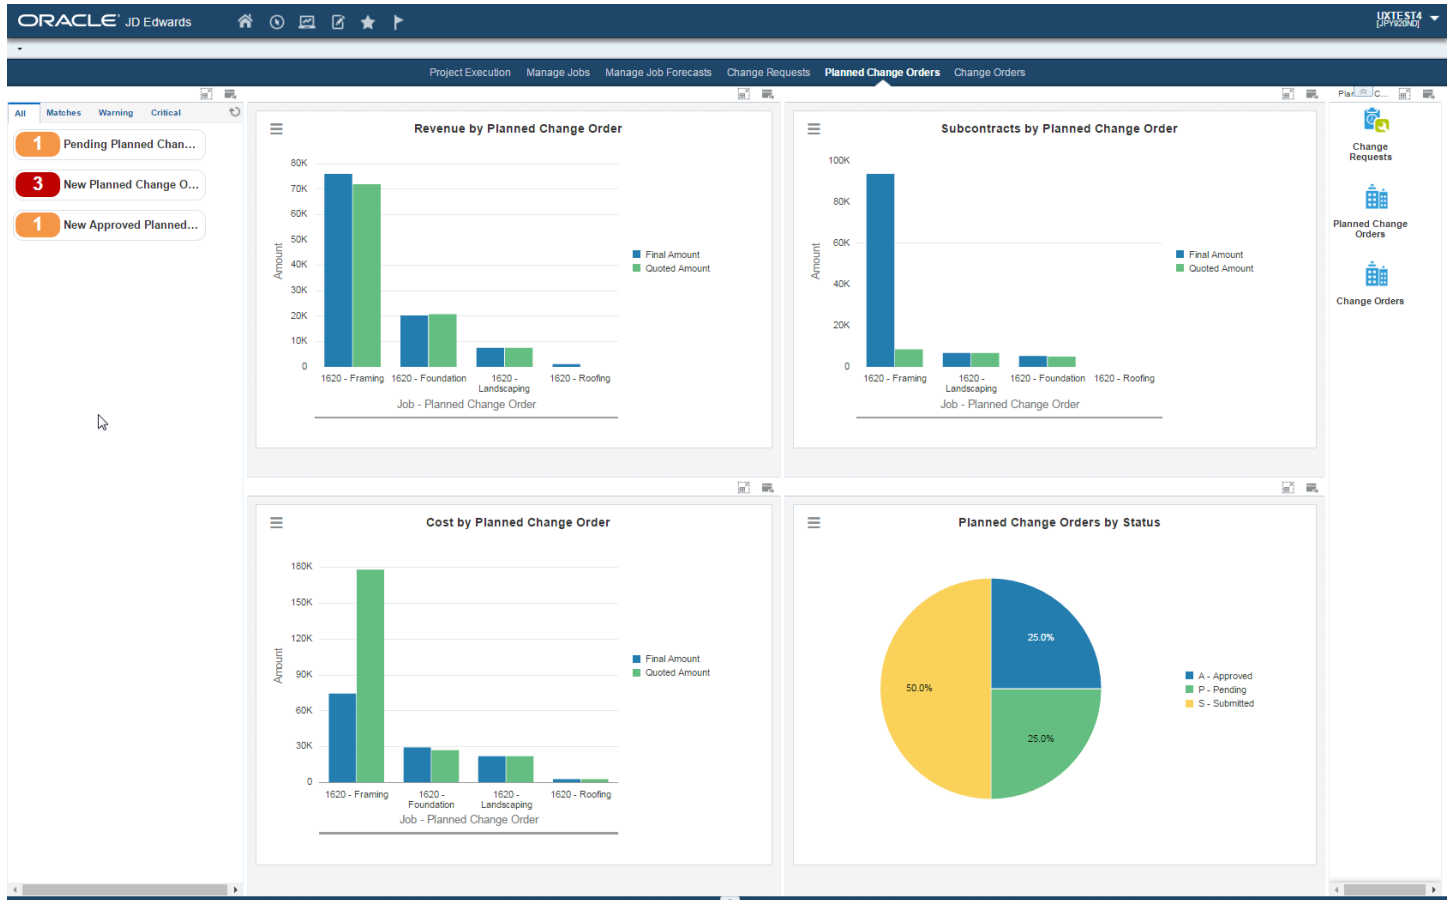 ORACLE JD Edwards
UXTEST4
[JPY920ND]
Project Execution Manage Jobs Manage Job Forecasts Change Requests Planned Change Orders Change Orders
All Matches Warning Critical
1 Pending Planned Chan...
3 New Planned Change O...
1 New Approved Planned...
Revenue by Planned Change Order
80K
70K
60K
50K
40K
30K
20K
10K
0
Amount
1620 - Framing
1620 - Foundation
1620 -
Landscaping
1620 - Roofing
Job - Planned Change Order
Final Amount
Quoted Amount
Subcontracts by Planned Change Order
100K
80K
60K
40K
20K
0
Amount
1620 - Framing
1620 -
Landscaping
1620 - Foundation
1620 - Roofing
Job - Planned Change Order
Final Amount
Quoted Amount
C...
Change
Requests
Planned Change
Orders
Change Orders
Cost by Planned Change Order
180K
150K
120K
90K
60K
30K
0
Amount
1620 - Framing
1620 -
Foundation
1620 -
Landscaping
1620 - Roofing
Job - Planned Change Order
Final Amount
Quoted Amount
Planned Change Orders by Status
25.0%
50.0%
25.0%
A - Approved
P - Pending
S - Submitted